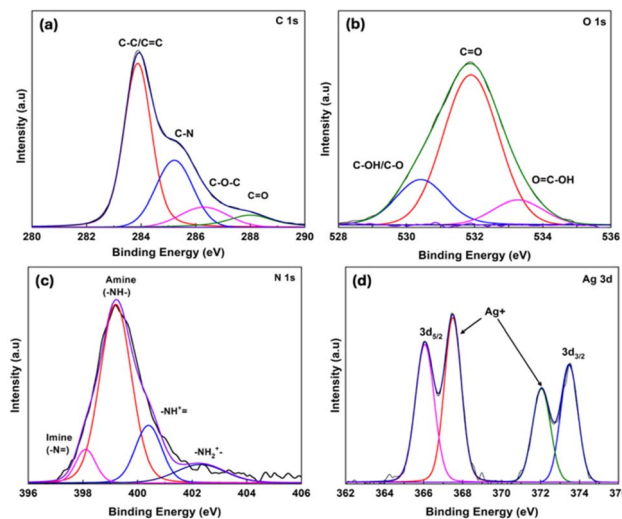 (a)
C 1s
C-C/C=C
C-N
C-O-C
C=O
Intensity (a.u)
280 282 284 286 288 290
Binding Energy (eV)
(b)
O 1s
C=O
C-OH/C-O
O=C-OH
Intensity (a.u)
528 530 532 534 536
Binding Energy (eV)
(c)
N 1s
Amine
(-NH-)
-NH⁺=
Imine
(-N=)
-NH₂⁺-
Intensity (a.u)
396 398 400 402 404 406
Binding Energy (eV)
(d)
Ag 3d
Ag+
3d5/2
3d3/2
Intensity (a.u)
362 364 366 368 370 372 374
Binding Energy (eV)